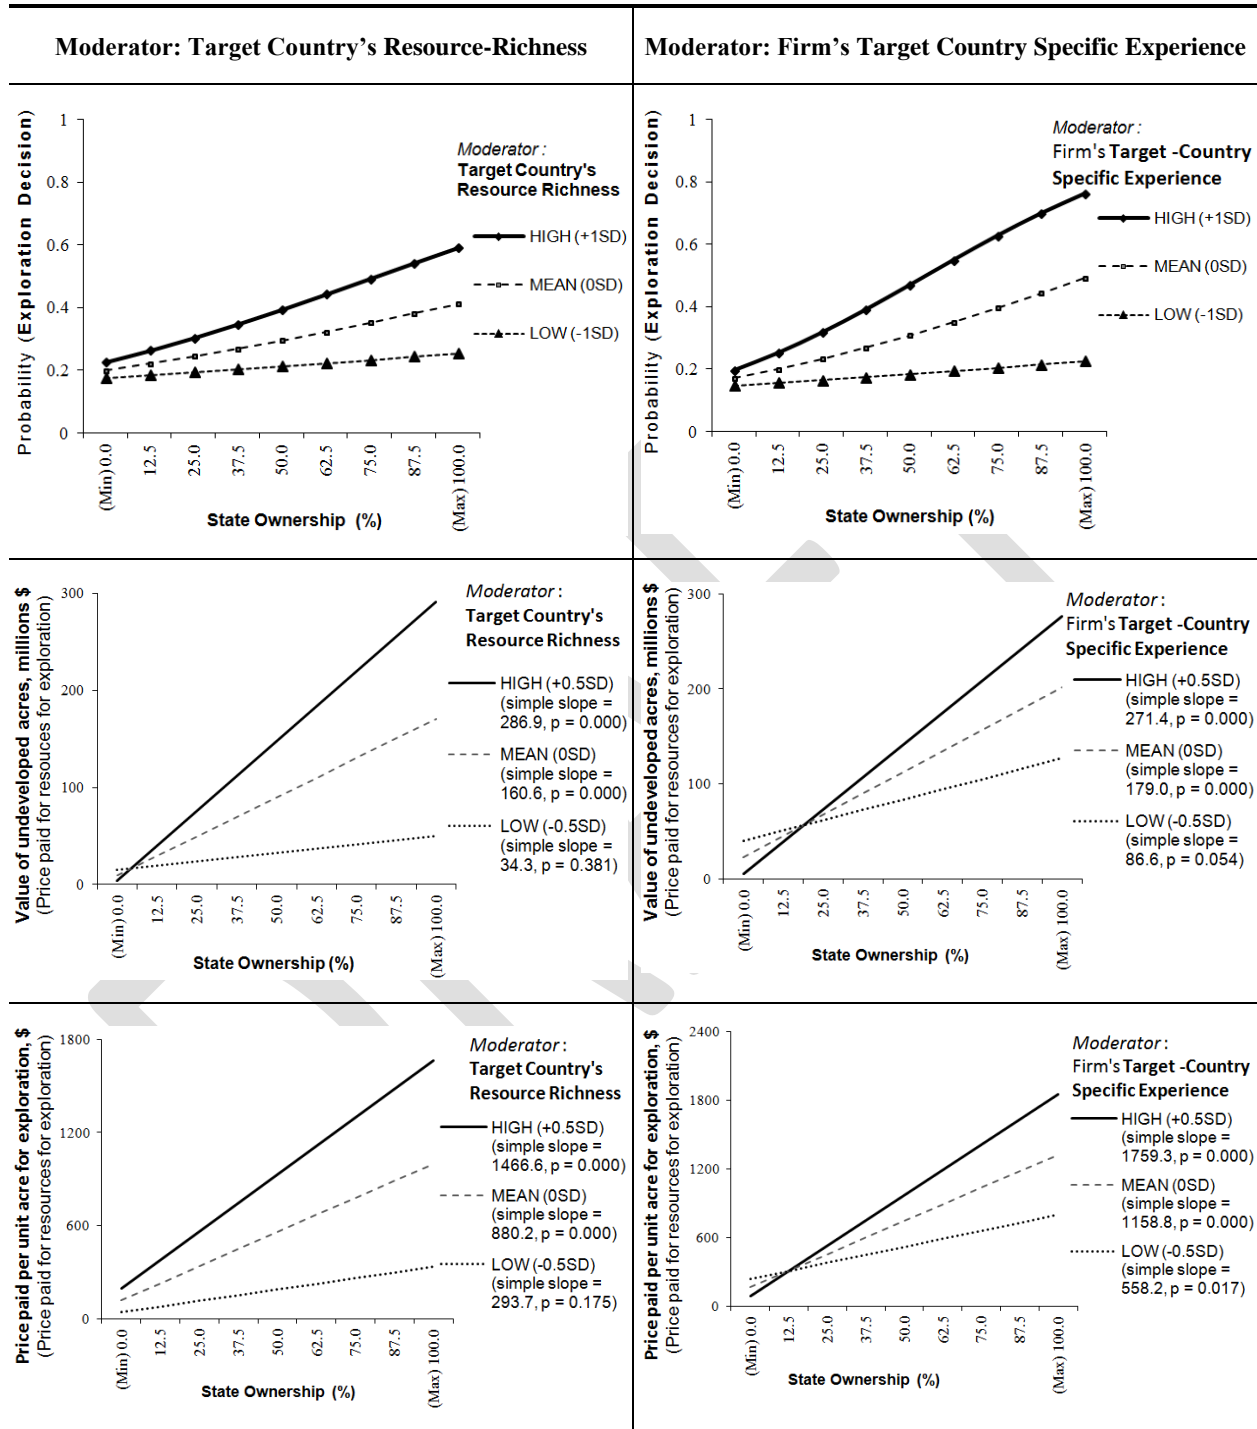 Moderator: Target Country's Resource-Richness
Moderator: Firm's Target Country Specific Experience
Probability (Exploration Decision)
1
0.8
0.6
0.4
0.2
0
Moderator :
Target Country's
Resource Richness
HIGH (+1SD)
MEAN (0SD)
LOW (-1SD)
(Min) 0.0
12.5
25.0
37.5
50.0
62.5
75.0
87.5
(Max) 100.0
State Ownership (%)
Probability (Exploration Decision)
1
0.8
0.6
0.4
0.2
0
Moderator :
Firm's Target -Country
Specific Experience
HIGH (+1SD)
MEAN (0SD)
LOW (-1SD)
(Min) 0.0
12.5
25.0
37.5
50.0
62.5
75.0
87.5
(Max) 100.0
State Ownership (%)
Value of undeveloped acres, millions $
(Price paid for resources for exploration)
300
200
100
0
Moderator :
Target Country's
Resource Richness
HIGH (+0.5SD)
(simple slope =
286.9, p = 0.000)
MEAN (0SD)
(simple slope =
160.6, p = 0.000)
LOW (-0.5SD)
(simple slope =
34.3, p = 0.381)
(Min) 0.0
12.5
25.0
37.5
50.0
62.5
75.0
87.5
(Max) 100.0
State Ownership (%)
Value of undeveloped acres, millions $
(Price paid for resources for exploration)
300
200
100
0
Moderator :
Firm's Target -Country
Specific Experience
HIGH (+0.5SD)
(simple slope =
271.4, p = 0.000)
MEAN (0SD)
(simple slope =
179.0, p = 0.000)
LOW (-0.5SD)
(simple slope =
86.6, p = 0.054)
(Min) 0.0
12.5
25.0
37.5
50.0
62.5
75.0
87.5
(Max) 100.0
State Ownership (%)
Price paid per unit acre for exploration, $
(Price paid for resources for exploration)
1800
1200
600
0
Moderator :
Target Country's
Resource Richness
HIGH (+0.5SD)
(simple slope =
1466.6, p = 0.000)
MEAN (0SD)
(simple slope =
880.2, p = 0.000)
LOW (-0.5SD)
(simple slope =
293.7, p = 0.175)
(Min) 0.0
12.5
25.0
37.5
50.0
62.5
75.0
87.5
(Max) 100.0
State Ownership (%)
Price paid per unit acre for exploration, $
(Price paid for resources for exploration)
2400
1800
1200
600
0
Moderator :
Firm's Target -Country
Specific Experience
HIGH (+0.5SD)
(simple slope =
1759.3, p = 0.000)
MEAN (0SD)
(simple slope =
1158.8, p = 0.000)
LOW (-0.5SD)
(simple slope =
558.2, p = 0.017)
(Min) 0.0
12.5
25.0
37.5
50.0
62.5
75.0
87.5
(Max) 100.0
State Ownership (%)